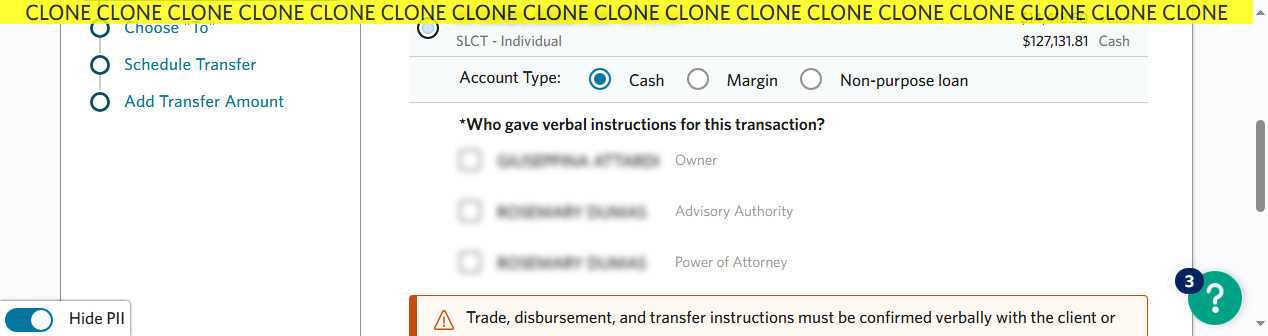 CLONE CLONE CLONE CLONE CLONE CLONE CLONE CLONE CLONE CLONE CLONE CLONE CLONE CLONE CLONE CLONE CLONE
Choose "To"
SLCT - Individual
$127,131.81 Cash
Schedule Transfer
Account Type: Cash Margin Non-purpose loan
Add Transfer Amount
*Who gave verbal instructions for this transaction?
Owner
Advisory Authority
Power of Attorney
3
?
Hide PII
Trade, disbursement, and transfer instructions must be confirmed verbally with the client or